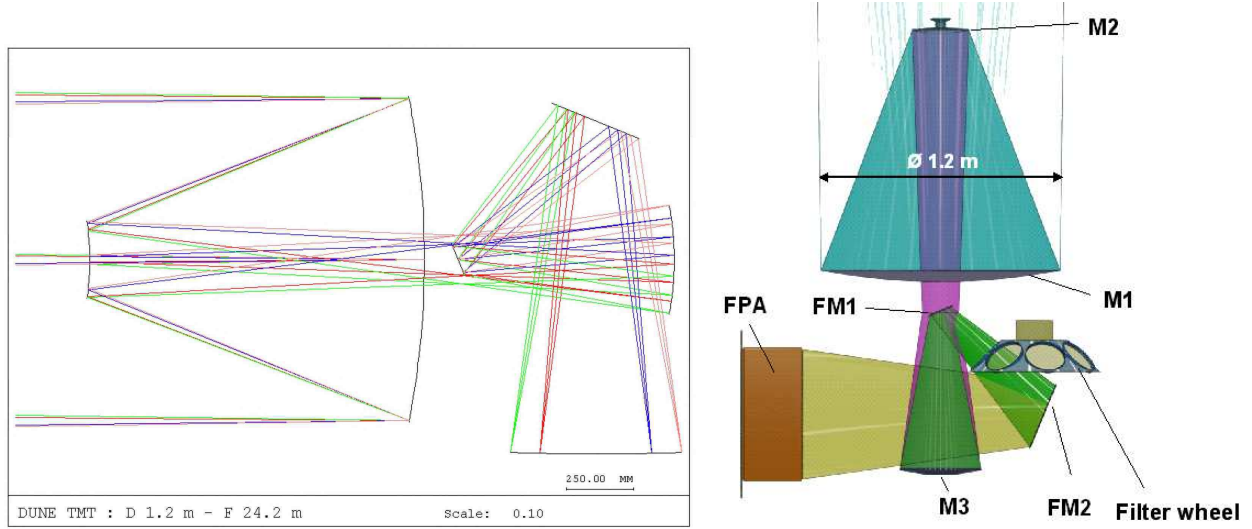 250.00 MM
DUNE TMT : D 1.2 m - F 24.2 m Scale: 0.10
M2
Ø 1.2 m
M1
FPA
FM1
M3
FM2
Filter wheel